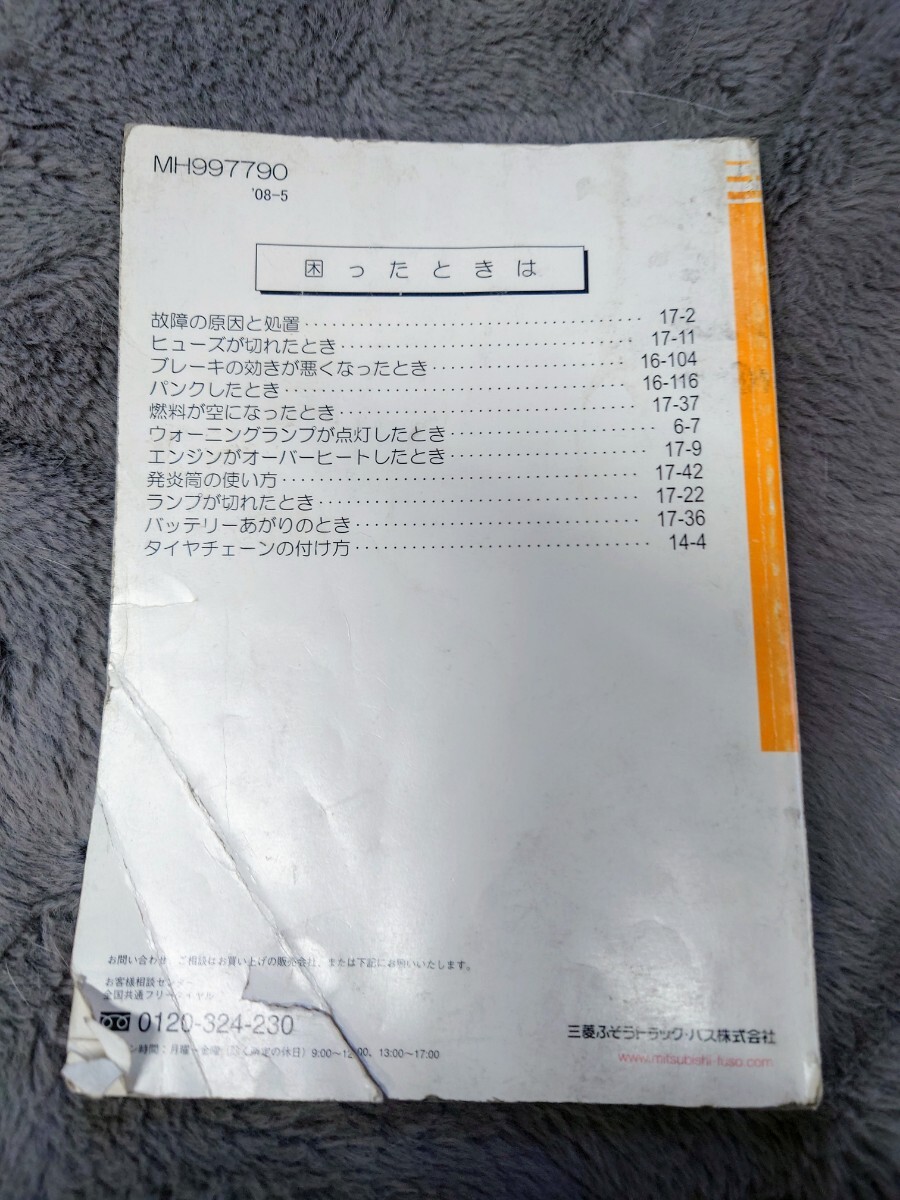 MH997790
'08-5
困ったときは
故障の原因と処置 17-2
ヒューズが切れたとき 17-11
ブレーキの効きが悪くなったとき 16-104
パンクしたとき 16-116
燃料が空になったとき 17-37
ウォーニングランプが点灯したとき 6-7
エンジンがオーバーヒートしたとき 17-9
発炎筒の使い方 17-42
ランプが切れたとき 17-22
バッテリーあがりのとき 17-36
タイヤチェーンの付け方 14-4
お問い合わせ、ご相談はお買い上げの販売会社、または下記にお願いいたします。
お客様相談センター
全国共通フリーダイヤル
0120-324-230
時間:月曜~金曜 定の休日) 9:00~12:00、13:00~17:00
三菱ふそうトラック・バス株式会社
www.mitsubishi-fuso.com